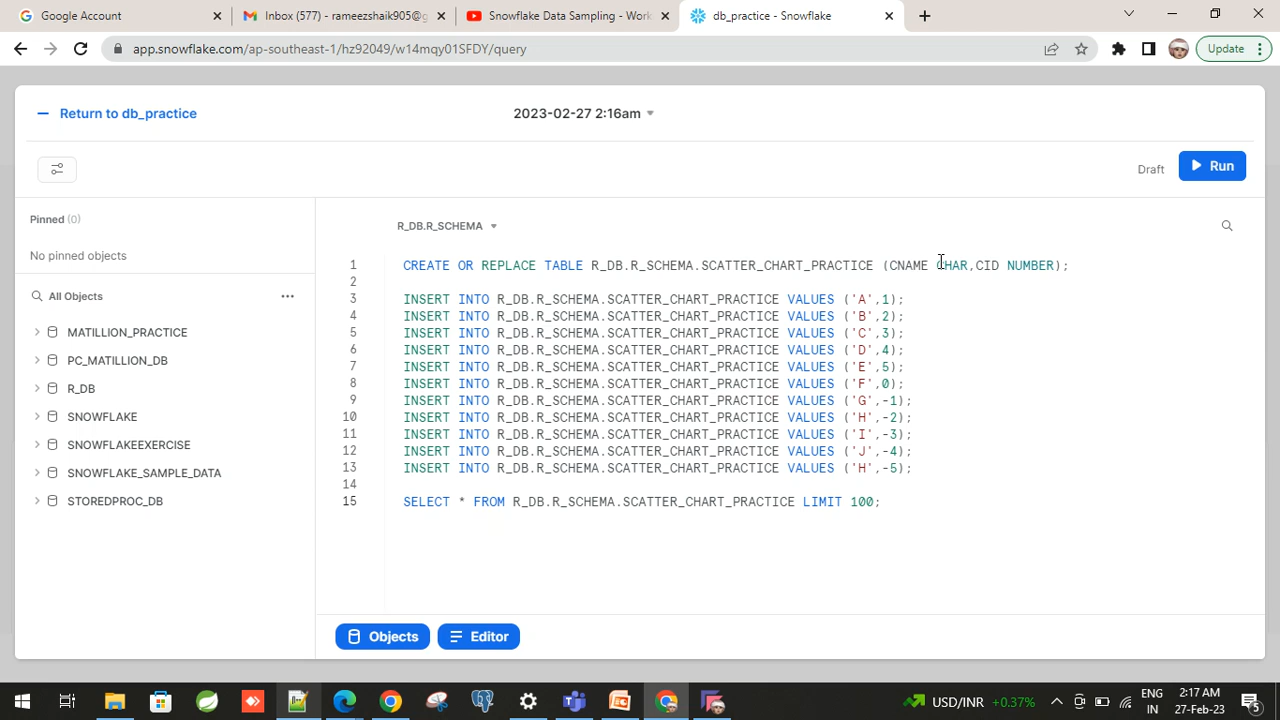 Google Account
Inbox (577) - rameezshaik905@g
Snowflake Data Sampling - Work
db_practice - Snowflake
app.snowflake.com/ap-southeast-1/hz92049/w14mqy01SFDY/query
Update
Return to db_practice
2023-02-27 2:16am
Draft
Run
Pinned (0)
No pinned objects
All Objects
MATILLION_PRACTICE
PC_MATILLION_DB
R_DB
SNOWFLAKE
SNOWFLAKEEXERCISE
SNOWFLAKE_SAMPLE_DATA
STOREDPROC_DB
R_DB.R_SCHEMA
1 CREATE OR REPLACE TABLE R_DB.R_SCHEMA.SCATTER_CHART_PRACTICE (CNAME CHAR,CID NUMBER);
2
3 INSERT INTO R_DB.R_SCHEMA.SCATTER_CHART_PRACTICE VALUES ('A',1);
4 INSERT INTO R_DB.R_SCHEMA.SCATTER_CHART_PRACTICE VALUES ('B',2);
5 INSERT INTO R_DB.R_SCHEMA.SCATTER_CHART_PRACTICE VALUES ('C',3);
6 INSERT INTO R_DB.R_SCHEMA.SCATTER_CHART_PRACTICE VALUES ('D',4);
7 INSERT INTO R_DB.R_SCHEMA.SCATTER_CHART_PRACTICE VALUES ('E',5);
8 INSERT INTO R_DB.R_SCHEMA.SCATTER_CHART_PRACTICE VALUES ('F',0);
9 INSERT INTO R_DB.R_SCHEMA.SCATTER_CHART_PRACTICE VALUES ('G',-1);
10 INSERT INTO R_DB.R_SCHEMA.SCATTER_CHART_PRACTICE VALUES ('H',-2);
11 INSERT INTO R_DB.R_SCHEMA.SCATTER_CHART_PRACTICE VALUES ('I',-3);
12 INSERT INTO R_DB.R_SCHEMA.SCATTER_CHART_PRACTICE VALUES ('J',-4);
13 INSERT INTO R_DB.R_SCHEMA.SCATTER_CHART_PRACTICE VALUES ('H',-5);
14
15 SELECT * FROM R_DB.R_SCHEMA.SCATTER_CHART_PRACTICE LIMIT 100;
Objects
Editor
USD/INR +0.37%
ENG
IN
2:17 AM
27-Feb-23
5